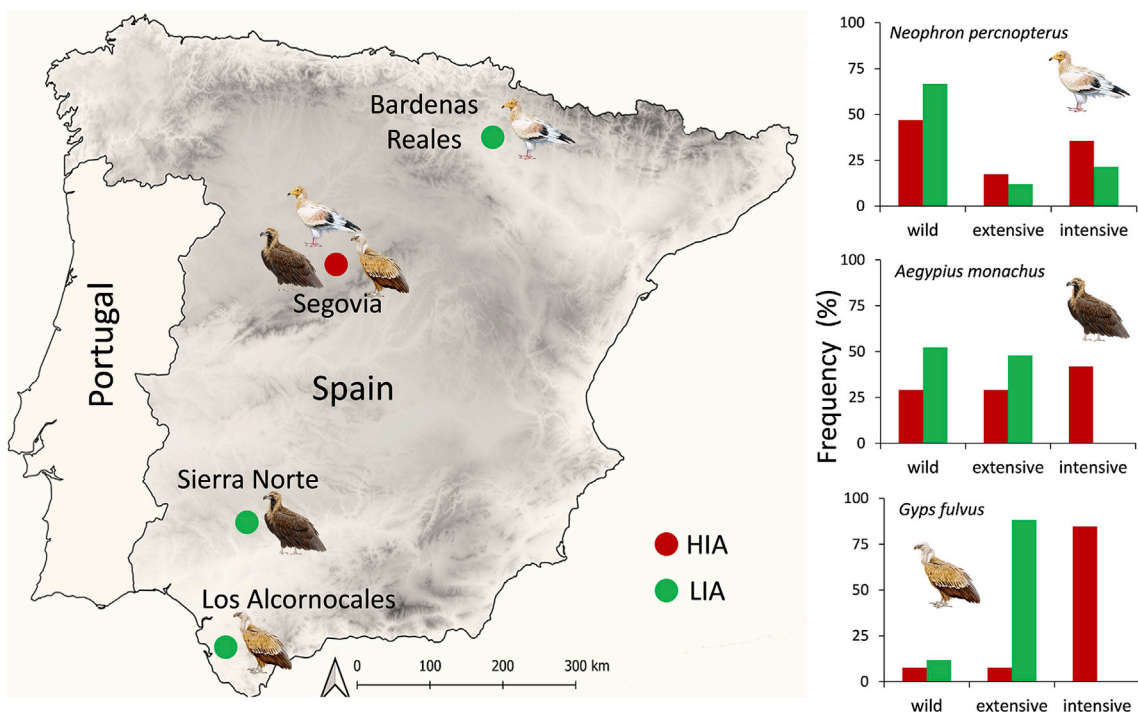 Bardenas
Reales
Segovia
Portugal
Spain
Sierra Norte
Los Alcornocales
HIA
LIA
0 100 200 300 km
Frequency (%)
Neophron percnopterus
100
75
50
25
0
wild extensive intensive
Aegypius monachus
100
75
50
25
0
wild extensive intensive
Gyps fulvus
100
75
50
25
0
wild extensive intensive